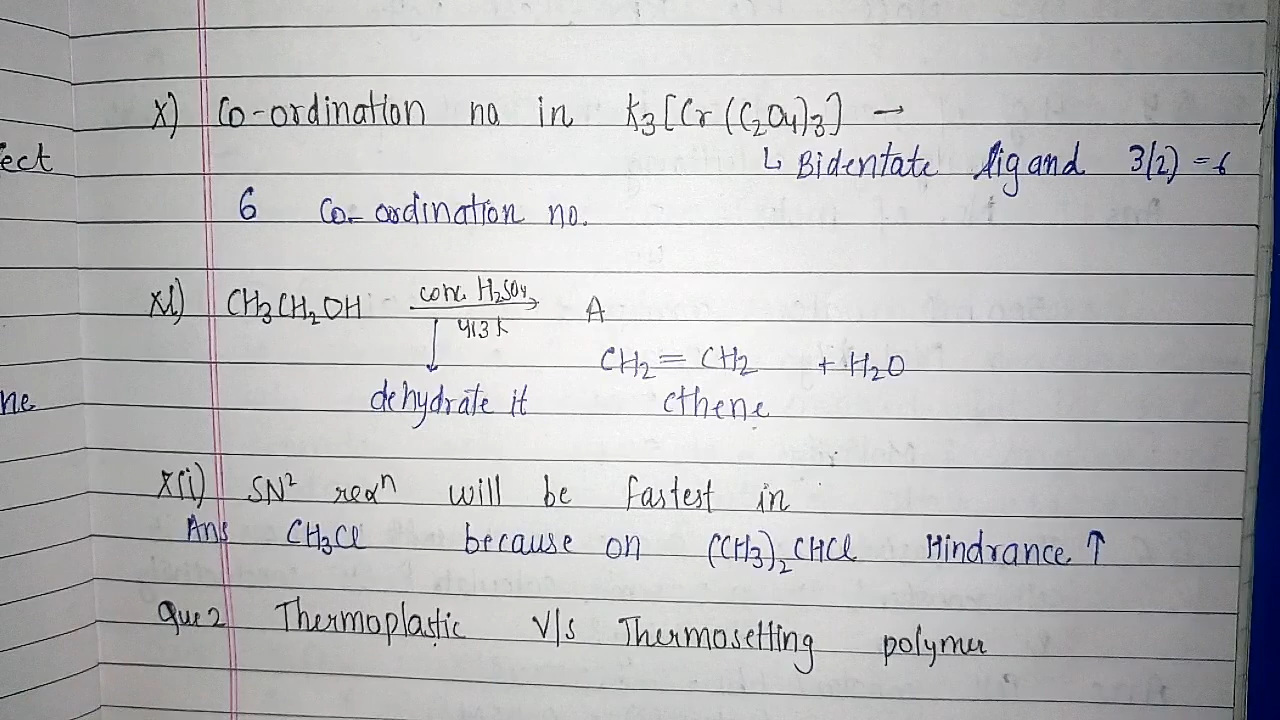 x) Co-ordination no in K3[Cr(C2O4)3] →
ect
↳ Bidentate ligand 3(2) = 6
6 Co-ordination no.
xi) CH3CH2OH conc. H2SO4 → A
413 K
CH2 = CH2 + H2O
ne
dehydrate it ethene
x(i) SN² reaⁿ will be fastest in
Ans CH3Cl because on (CH3)2CHCl Hindrance ↑
que 2 Thermoplastic V/s Thermosetting polymer